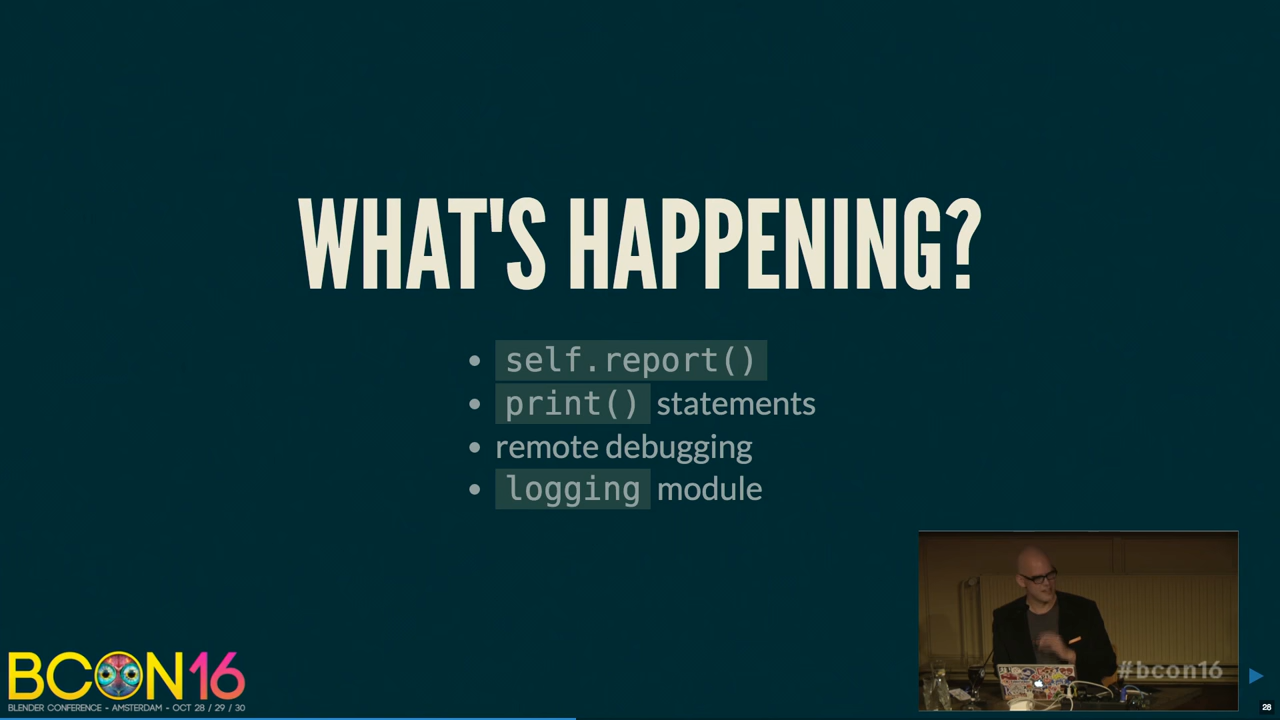 WHAT'S HAPPENING?
self.report()
print() statements
remote debugging
logging module
#bcon16
BCON16
BLENDER CONFERENCE - AMSTERDAM - OCT 28 / 29 / 30
28